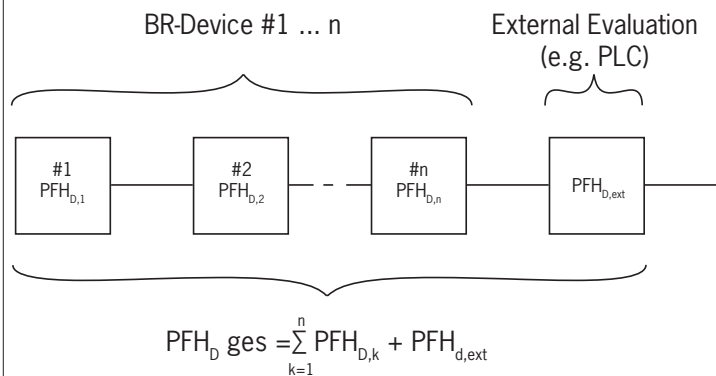 BR-Device #1 ... n
External Evaluation
(e.g. PLC)
#1
PFH_D,1
#2
PFH_D,2
#n
PFH_D,n
PFH_D,ext
PFH_D ges =∑ PFH_D,k + PFH_d,ext
n
k=1